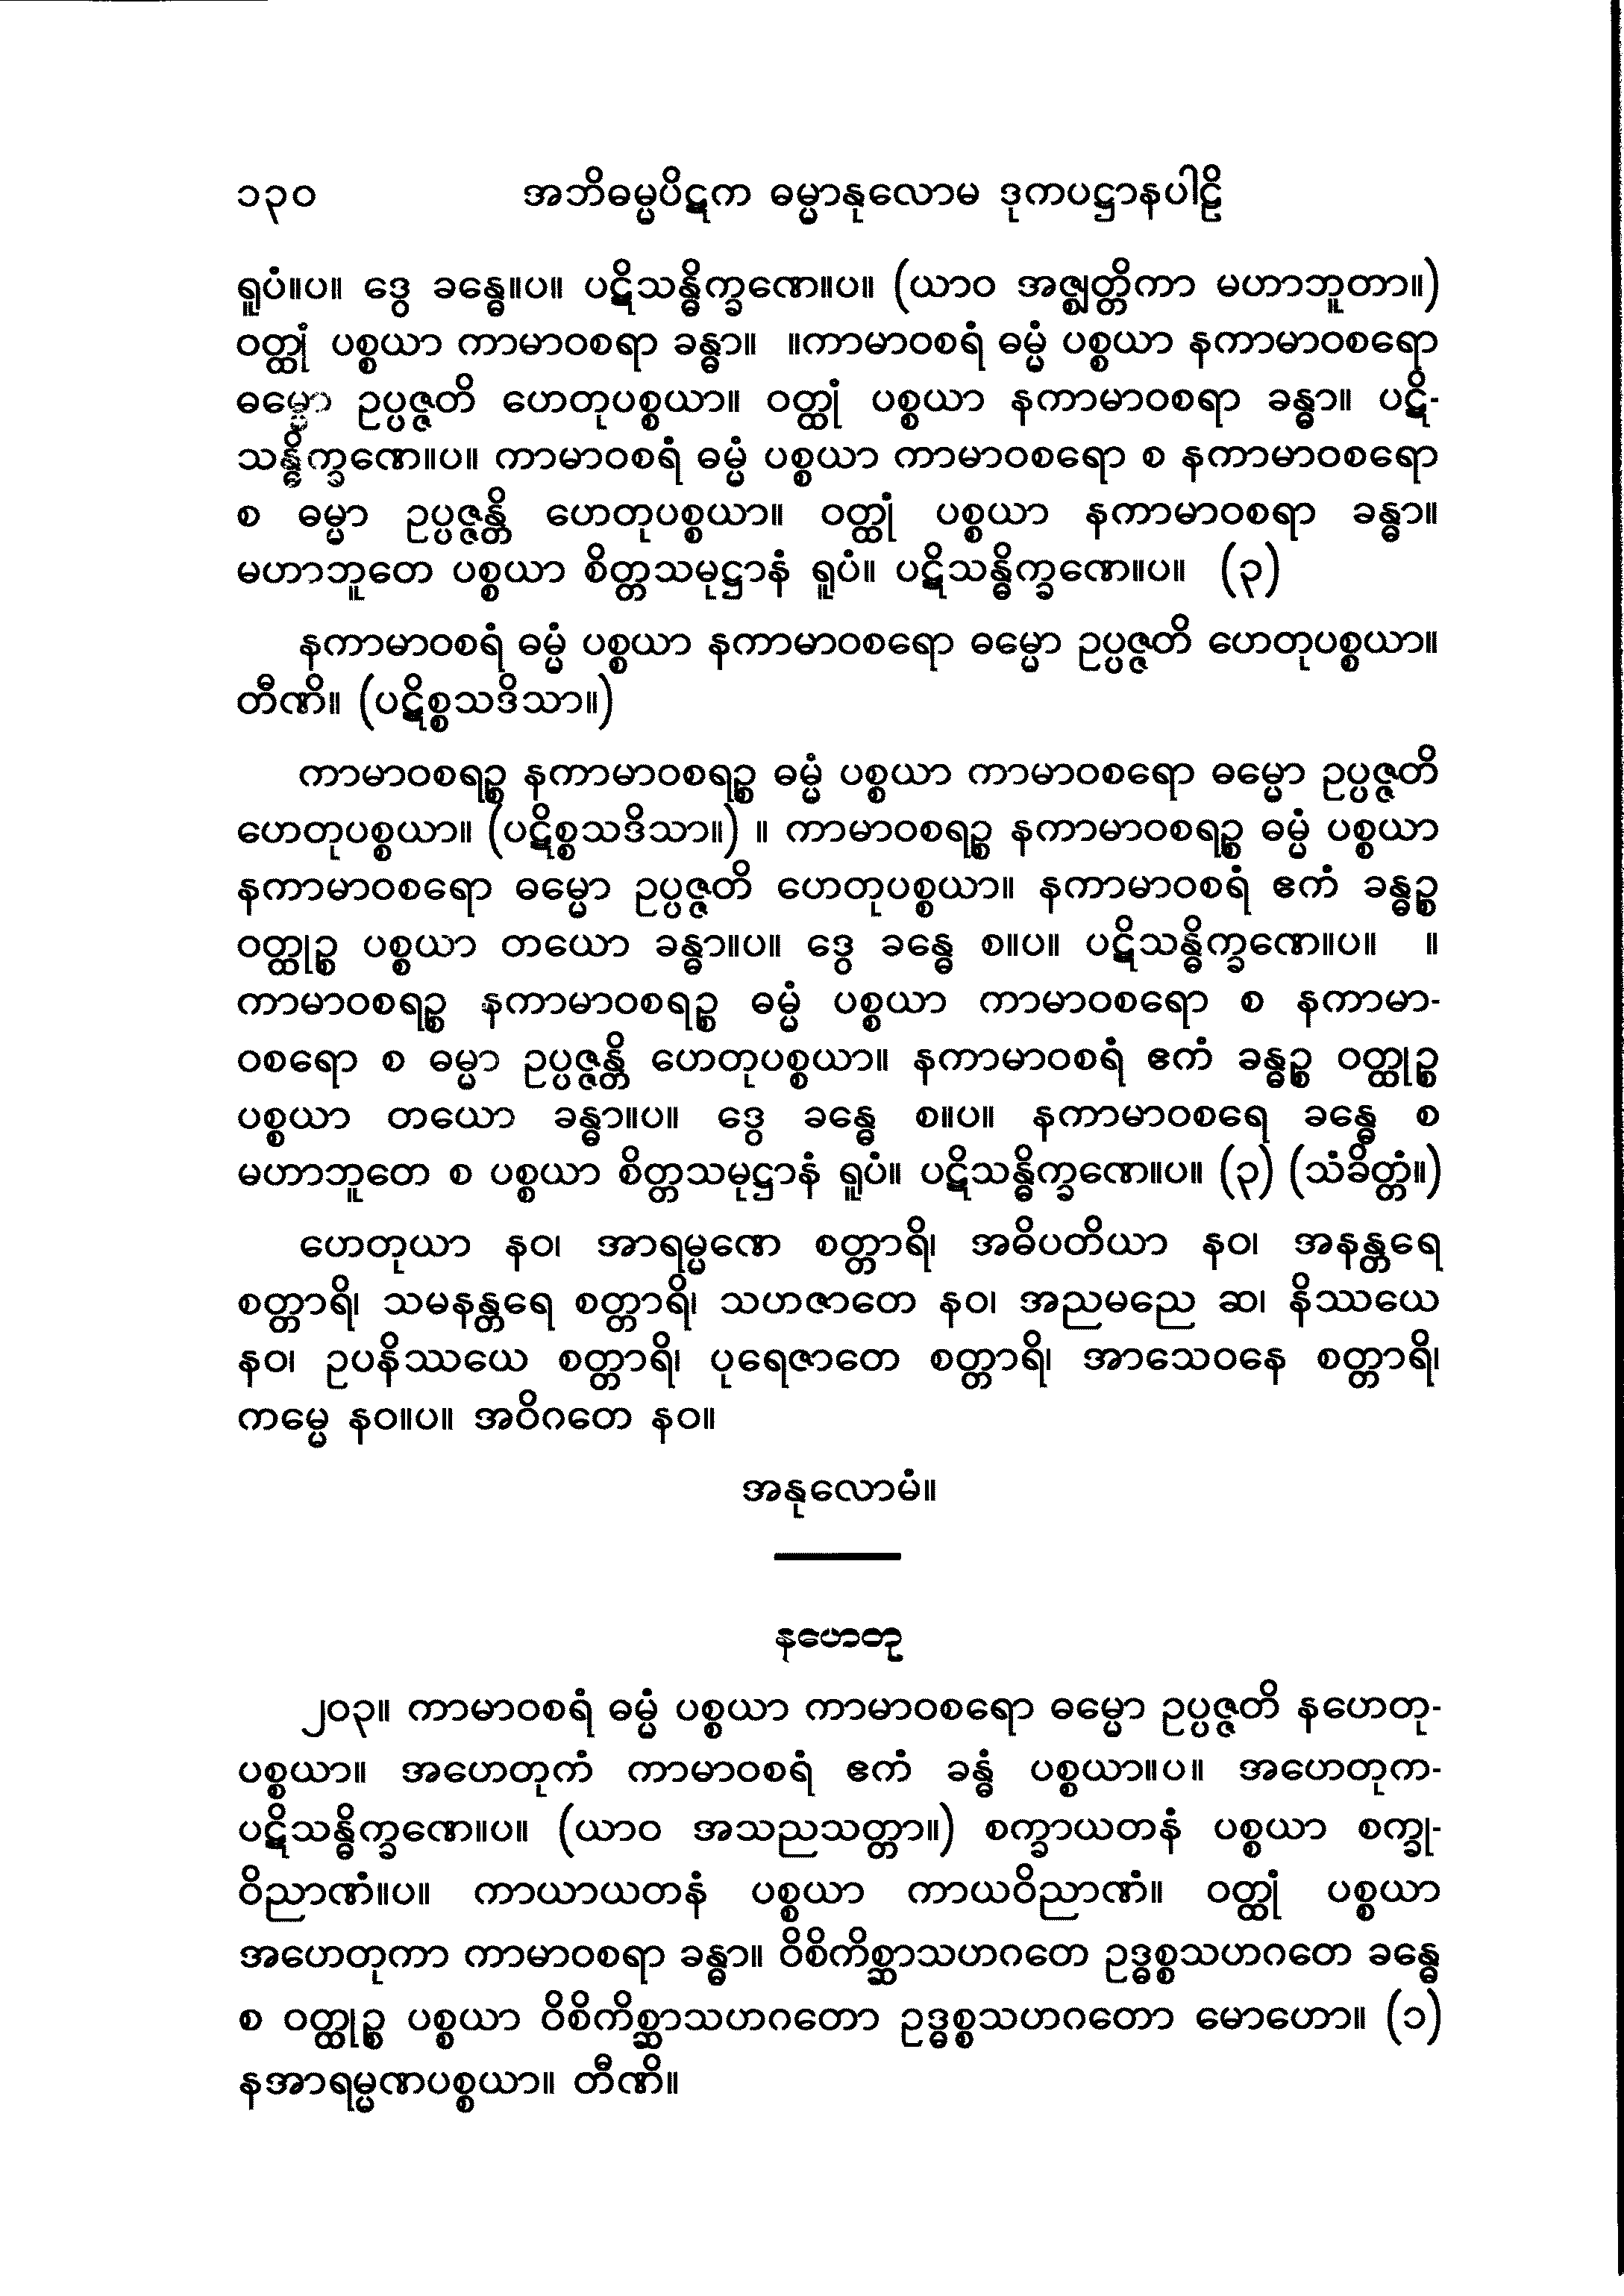 ၁၃၀ အဘိဓမ္မပိဋက ဓမ္မာနုလောမ ဒုကပဋ္ဌာနပါဠိ
ရူပံ။ပ။ ဒွေ ခန္ဓေ။ပ။ ပဋိသန္ဓိက္ခဏေ။ပ။ (ယာဝ အဇ္ဈတ္တိကာ မဟာဘူတာ။)
ဝတ္ထုံ ပစ္စယာ ကာမာဝစရာ ခန္ဓာ။ ။ကာမာဝစရံ ဓမ္မံ ပစ္စယာ နကာမာဝစရော
ဓမ္မော ဥပ္ပဇ္ဇတိ ဟေတုပစ္စယာ။ ဝတ္ထုံ ပစ္စယာ နကာမာဝစရာ ခန္ဓာ။ ပဋိ-
သန္ဓိက္ခဏေ။ပ။ ကာမာဝစရံ ဓမ္မံ ပစ္စယာ ကာမာဝစရော စ နကာမာဝစရော
စ ဓမ္မာ ဥပ္ပဇ္ဇန္တိ ဟေတုပစ္စယာ။ ဝတ္ထုံ ပစ္စယာ နကာမာဝစရာ ခန္ဓာ။
မဟာဘူတေ ပစ္စယာ စိတ္တသမုဋ္ဌာနံ ရူပံ။ ပဋိသန္ဓိက္ခဏေ။ပ။ (၃)
နကာမာဝစရံ ဓမ္မံ ပစ္စယာ နကာမာဝစရော ဓမ္မော ဥပ္ပဇ္ဇတိ ဟေတုပစ္စယာ။
တီဏိ။ (ပဋိစ္စသဒိသာ။)
ကာမာဝစရဉ္စ နကာမာဝစရဉ္စ ဓမ္မံ ပစ္စယာ ကာမာဝစရော ဓမ္မော ဥပ္ပဇ္ဇတိ
ဟေတုပစ္စယာ။ (ပဋိစ္စသဒိသာ။) ။ ကာမာဝစရဉ္စ နကာမာဝစရဉ္စ ဓမ္မံ ပစ္စယာ
နကာမာဝစရော ဓမ္မော ဥပ္ပဇ္ဇတိ ဟေတုပစ္စယာ။ နကာမာဝစရံ ဧကံ ခန္ဓဉ္စ
ဝတ္ထုဉ္စ ပစ္စယာ တယော ခန္ဓာ။ပ။ ဒွေ ခန္ဓေ စ။ပ။ ပဋိသန္ဓိက္ခဏေ။ပ။ ။
ကာမာဝစရဉ္စ နကာမာဝစရဉ္စ ဓမ္မံ ပစ္စယာ ကာမာဝစရော စ နကာမာ-
ဝစရော စ ဓမ္မာ ဥပ္ပဇ္ဇန္တိ ဟေတုပစ္စယာ။ နကာမာဝစရံ ဧကံ ခန္ဓဉ္စ ဝတ္ထုဉ္စ
ပစ္စယာ တယော ခန္ဓာ။ပ။ ဒွေ ခန္ဓေ စ။ပ။ နကာမာဝစရေ ခန္ဓေ စ
မဟာဘူတေ စ ပစ္စယာ စိတ္တသမုဋ္ဌာနံ ရူပံ။ ပဋိသန္ဓိက္ခဏေ။ပ။ (၃) (သံခိတ္တံ။)
ဟေတုယာ နဝ၊ အာရမ္မဏေ စတ္တာရိ၊ အဓိပတိယာ နဝ၊ အနန္တရေ
စတ္တာရိ၊ သမနန္တရေ စတ္တာရိ၊ သဟဇာတေ နဝ၊ အညမညေ ဆ၊ နိဿယေ
နဝ၊ ဥပနိဿယေ စတ္တာရိ၊ ပုရေဇာတေ စတ္တာရိ၊ အာသေဝနေ စတ္တာရိ၊
ကမ္မေ နဝ။ပ။ အဝိဂတေ နဝ။
အနုလောမံ။
နဟေတု
၂၀၃။ ကာမာဝစရံ ဓမ္မံ ပစ္စယာ ကာမာဝစရော ဓမ္မော ဥပ္ပဇ္ဇတိ နဟေတု-
ပစ္စယာ။ အဟေတုကံ ကာမာဝစရံ ဧကံ ခန္ဓံ ပစ္စယာ။ပ။ အဟေတုက-
ပဋိသန္ဓိက္ခဏေ။ပ။ (ယာဝ အသညသတ္တာ။) စက္ခာယတနံ ပစ္စယာ စက္ခု-
ဝိညာဏံ။ပ။ ကာယာယတနံ ပစ္စယာ ကာယဝိညာဏံ။ ဝတ္ထုံ ပစ္စယာ
အဟေတုကာ ကာမာဝစရာ ခန္ဓာ။ ဝိစိကိစ္ဆာသဟဂတေ ဥဒ္ဓစ္စသဟဂတေ ခန္ဓေ
စ ဝတ္ထုဉ္စ ပစ္စယာ ဝိစိကိစ္ဆာသဟဂတော ဥဒ္ဓစ္စသဟဂတော မောဟော။ (၁)
နအာရမ္မဏပစ္စယာ။ တီဏိ။